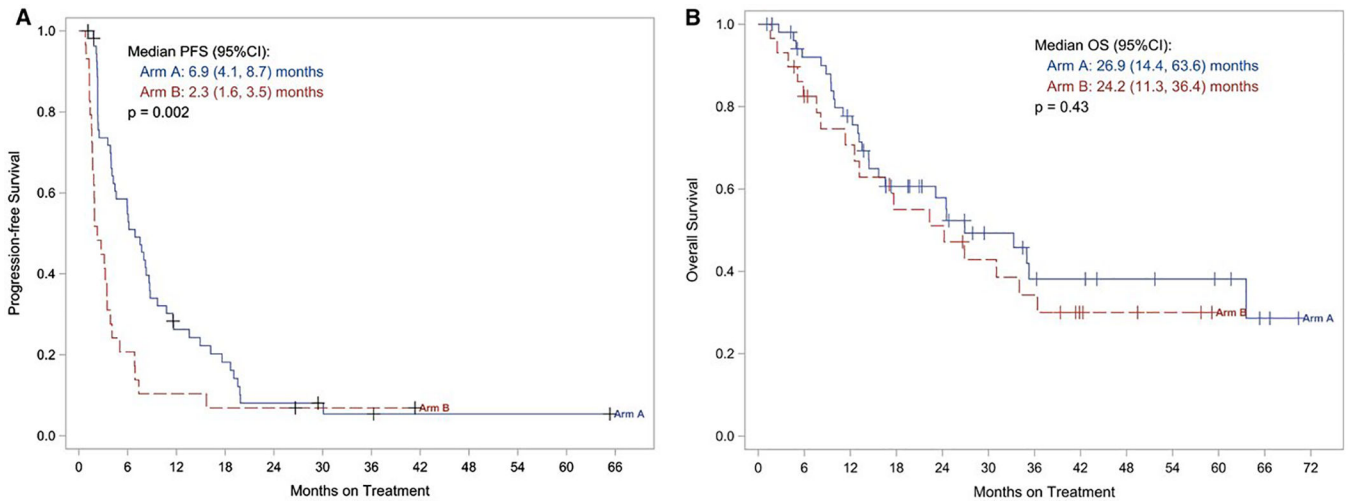 A
Progression-free Survival
1.0
0.8
0.6
0.4
0.2
0.0
Median PFS (95%CI):
Arm A: 6.9 (4.1, 8.7) months
Arm B: 2.3 (1.6, 3.5) months
p = 0.002
Arm B
Arm A
0 6 12 18 24 30 36 42 48 54 60 66
Months on Treatment
B
Overall Survival
1.0
0.8
0.6
0.4
0.2
0.0
Median OS (95%CI):
Arm A: 26.9 (14.4, 63.6) months
Arm B: 24.2 (11.3, 36.4) months
p = 0.43
Arm B
Arm A
0 6 12 18 24 30 36 42 48 54 60 66 72
Months on Treatment